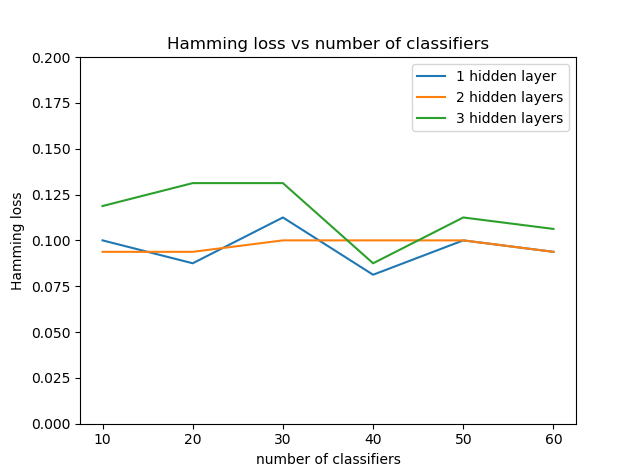 Hamming loss vs number of classifiers
0.200
0.175
0.150
0.125
0.100
0.075
0.050
0.025
0.000
Hamming loss
1 hidden layer
2 hidden layers
3 hidden layers
10 20 30 40 50 60
number of classifiers